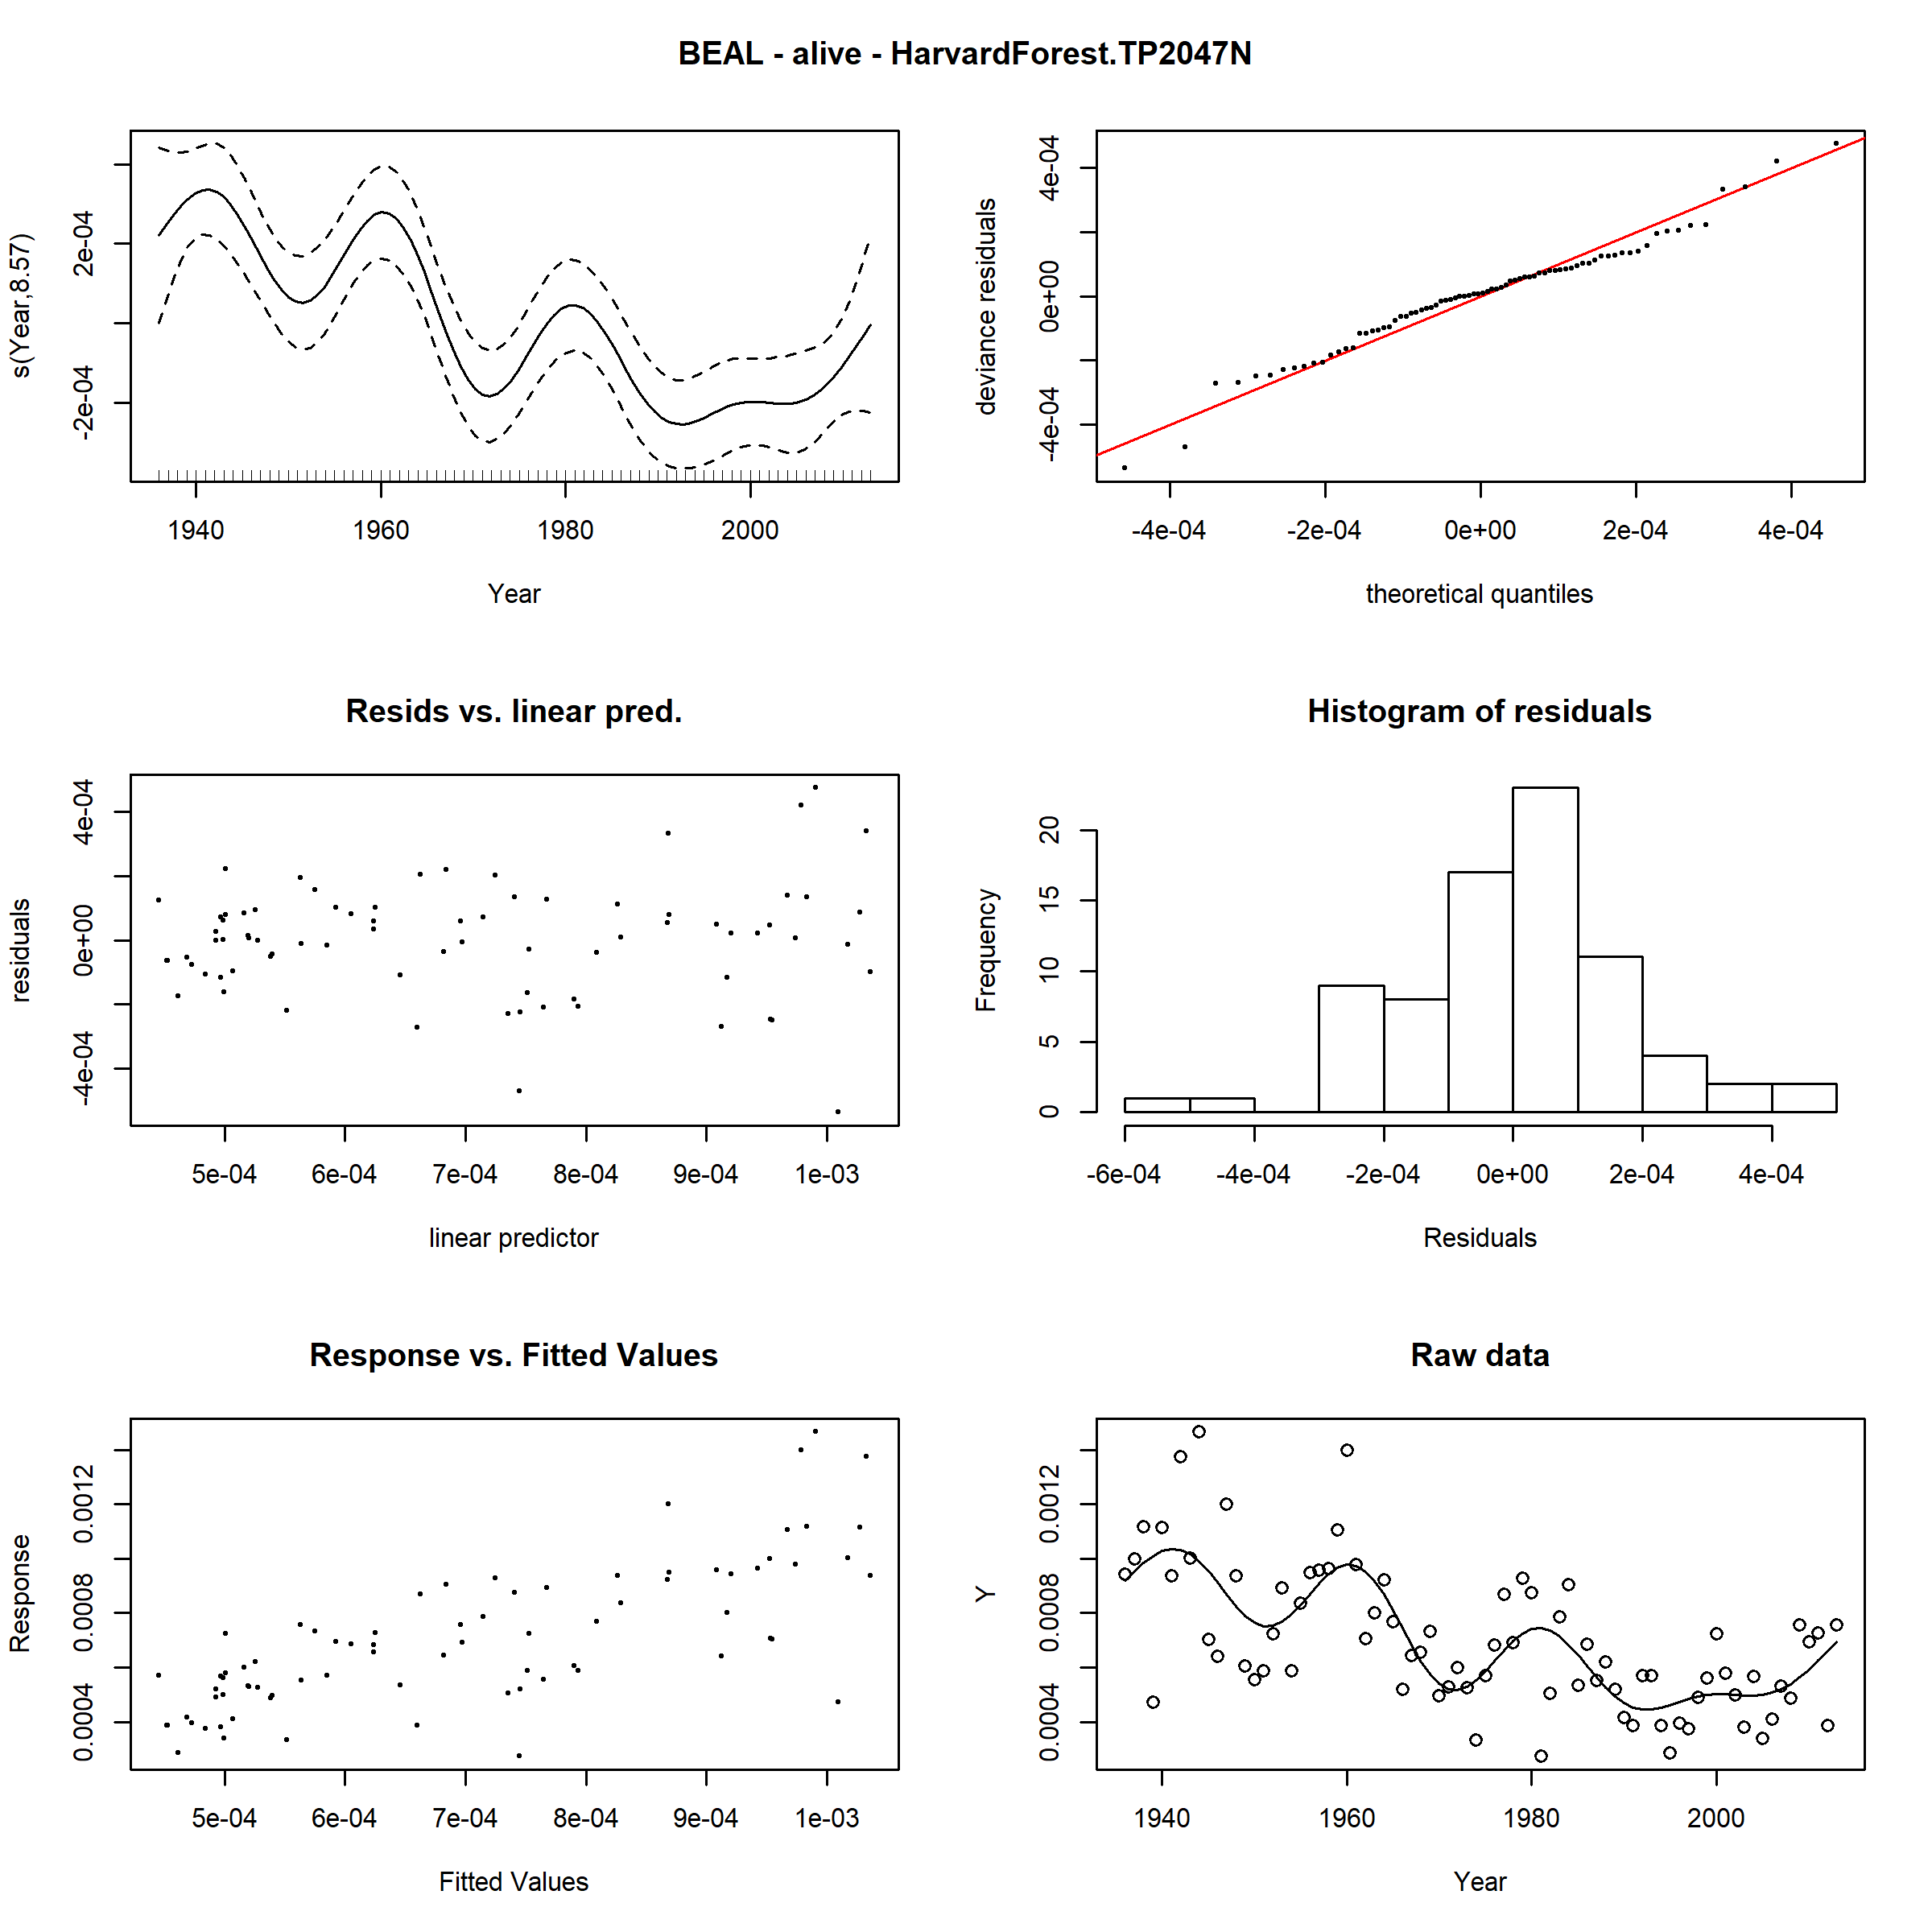 BEAL - alive - HarvardForest.TP2047N
s(Year,8.57)
-2e-04 2e-04
1940 1960 1980 2000
Year
deviance residuals
-4e-04 0e+00 4e-04
-4e-04 -2e-04 0e+00 2e-04 4e-04
theoretical quantiles
Resids vs. linear pred.
residuals
-4e-04 0e+00 4e-04
5e-04 6e-04 7e-04 8e-04 9e-04 1e-03
linear predictor
Histogram of residuals
Frequency
0 5 10 15 20
-6e-04 -4e-04 -2e-04 0e+00 2e-04 4e-04
Residuals
Response vs. Fitted Values
Response
0.0004 0.0008 0.0012
5e-04 6e-04 7e-04 8e-04 9e-04 1e-03
Fitted Values
Raw data
Y
0.0004 0.0008 0.0012
1940 1960 1980 2000
Year